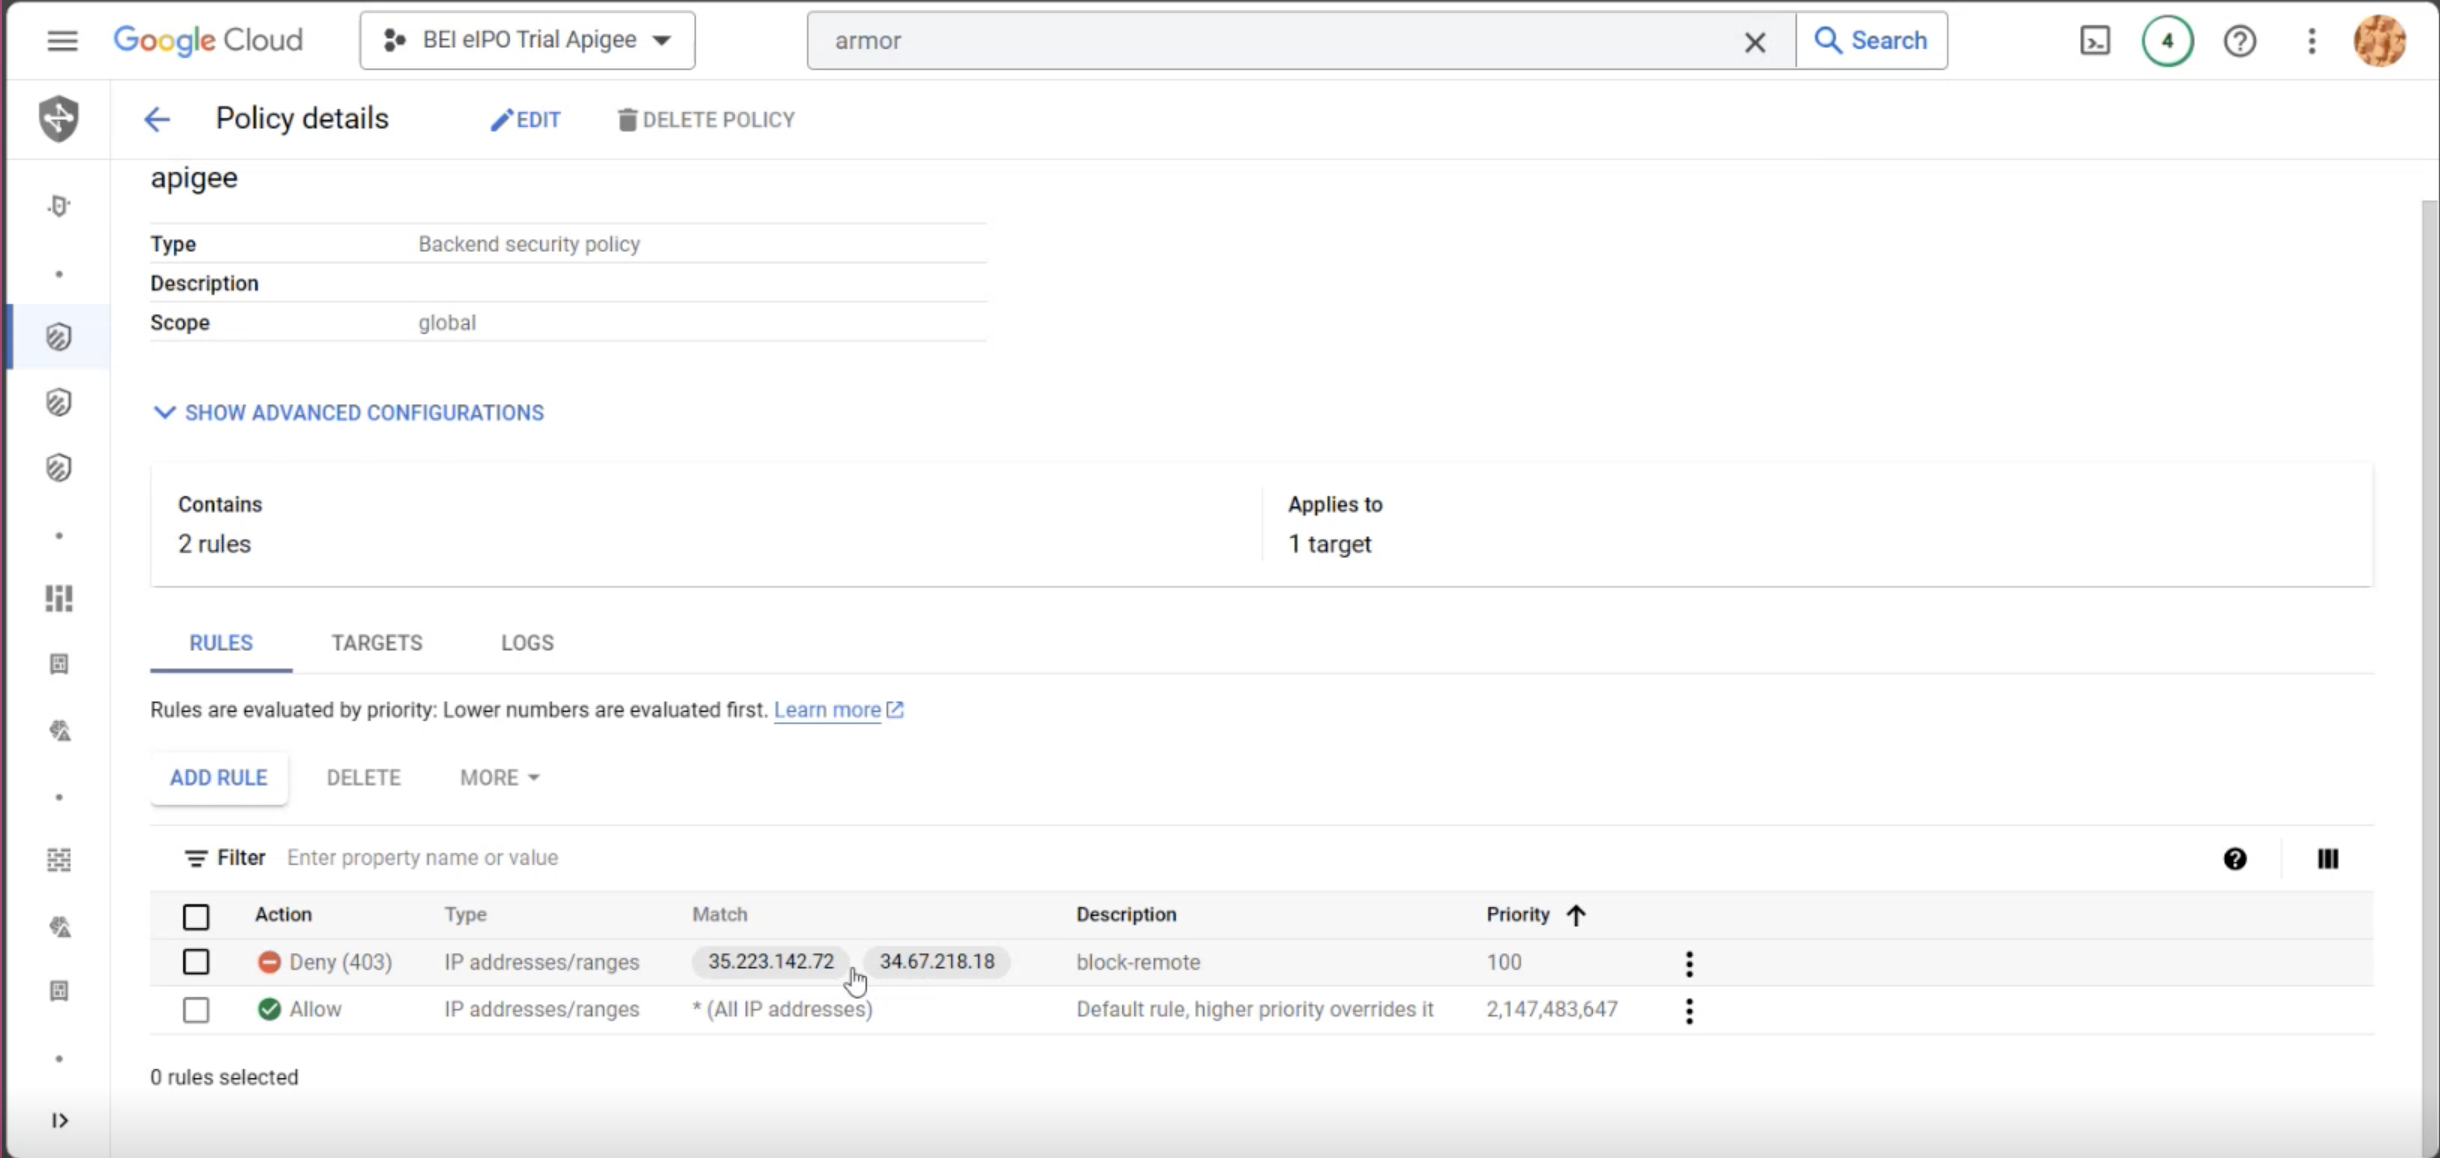 Google Cloud
BEI eIPO Trial Apigee
armor
Search
4
Policy details
EDIT
DELETE POLICY
apigee
Type Backend security policy
Description
Scope global
SHOW ADVANCED CONFIGURATIONS
Contains
2 rules
Applies to
1 target
RULES TARGETS LOGS
Rules are evaluated by priority: Lower numbers are evaluated first. Learn more
ADD RULE DELETE MORE
Filter Enter property name or value
Action Type Match Description Priority
Deny (403) IP addresses/ranges 35.223.142.72 34.67.218.18 block-remote 100
Allow IP addresses/ranges * (All IP addresses) Default rule, higher priority overrides it 2,147,483,647
0 rules selected